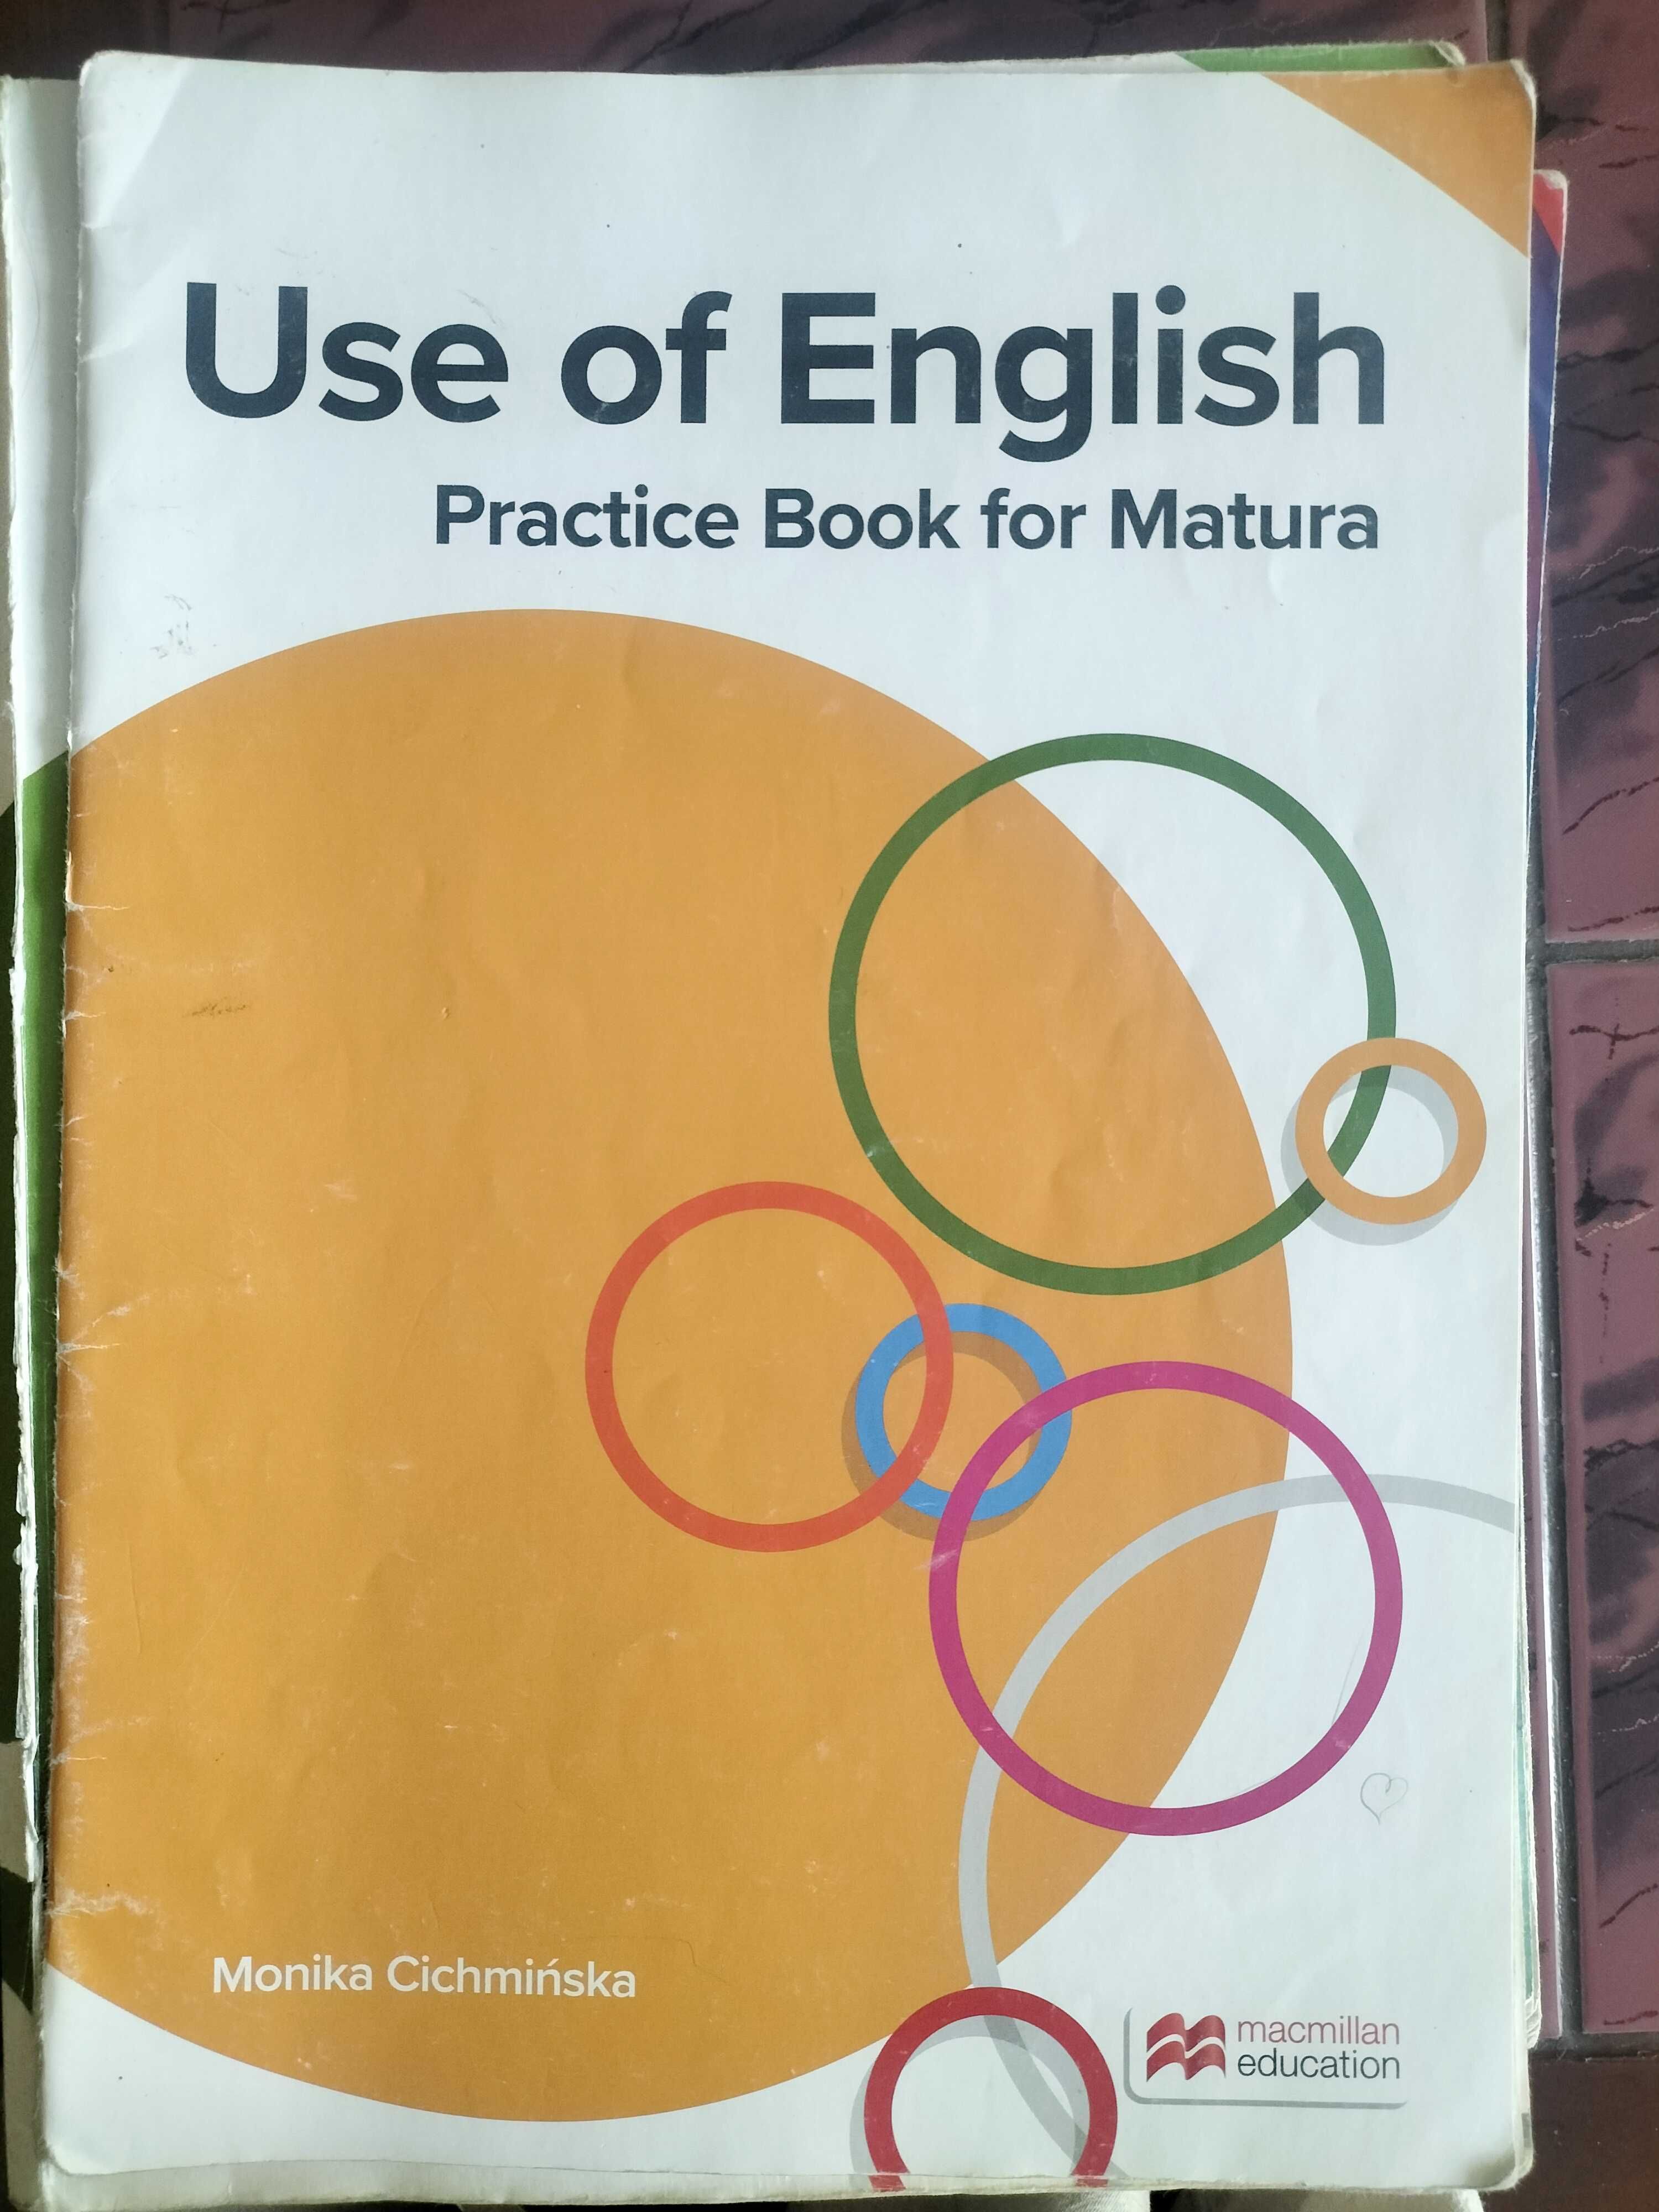 Use of English
Practice Book for Matura
Monika Cichmińska
macmillan
education